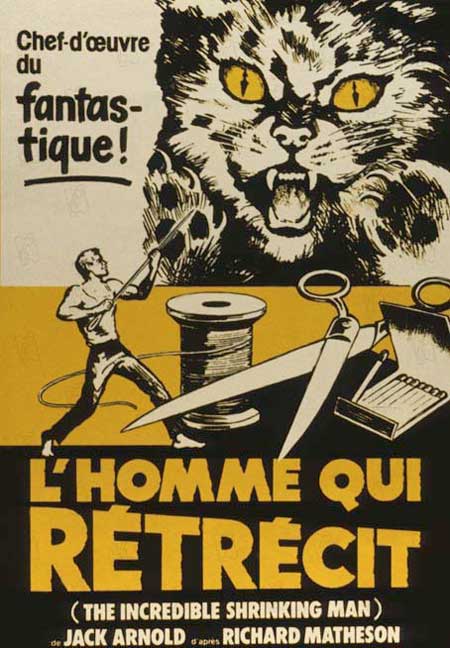 Chef-d'œuvre
du
fantas-
tique!
L'HOMME QUI
RÉTRÉCIT
(THE INCREDIBLE SHRINKING MAN)
de JACK ARNOLD d'après RICHARD MATHESON